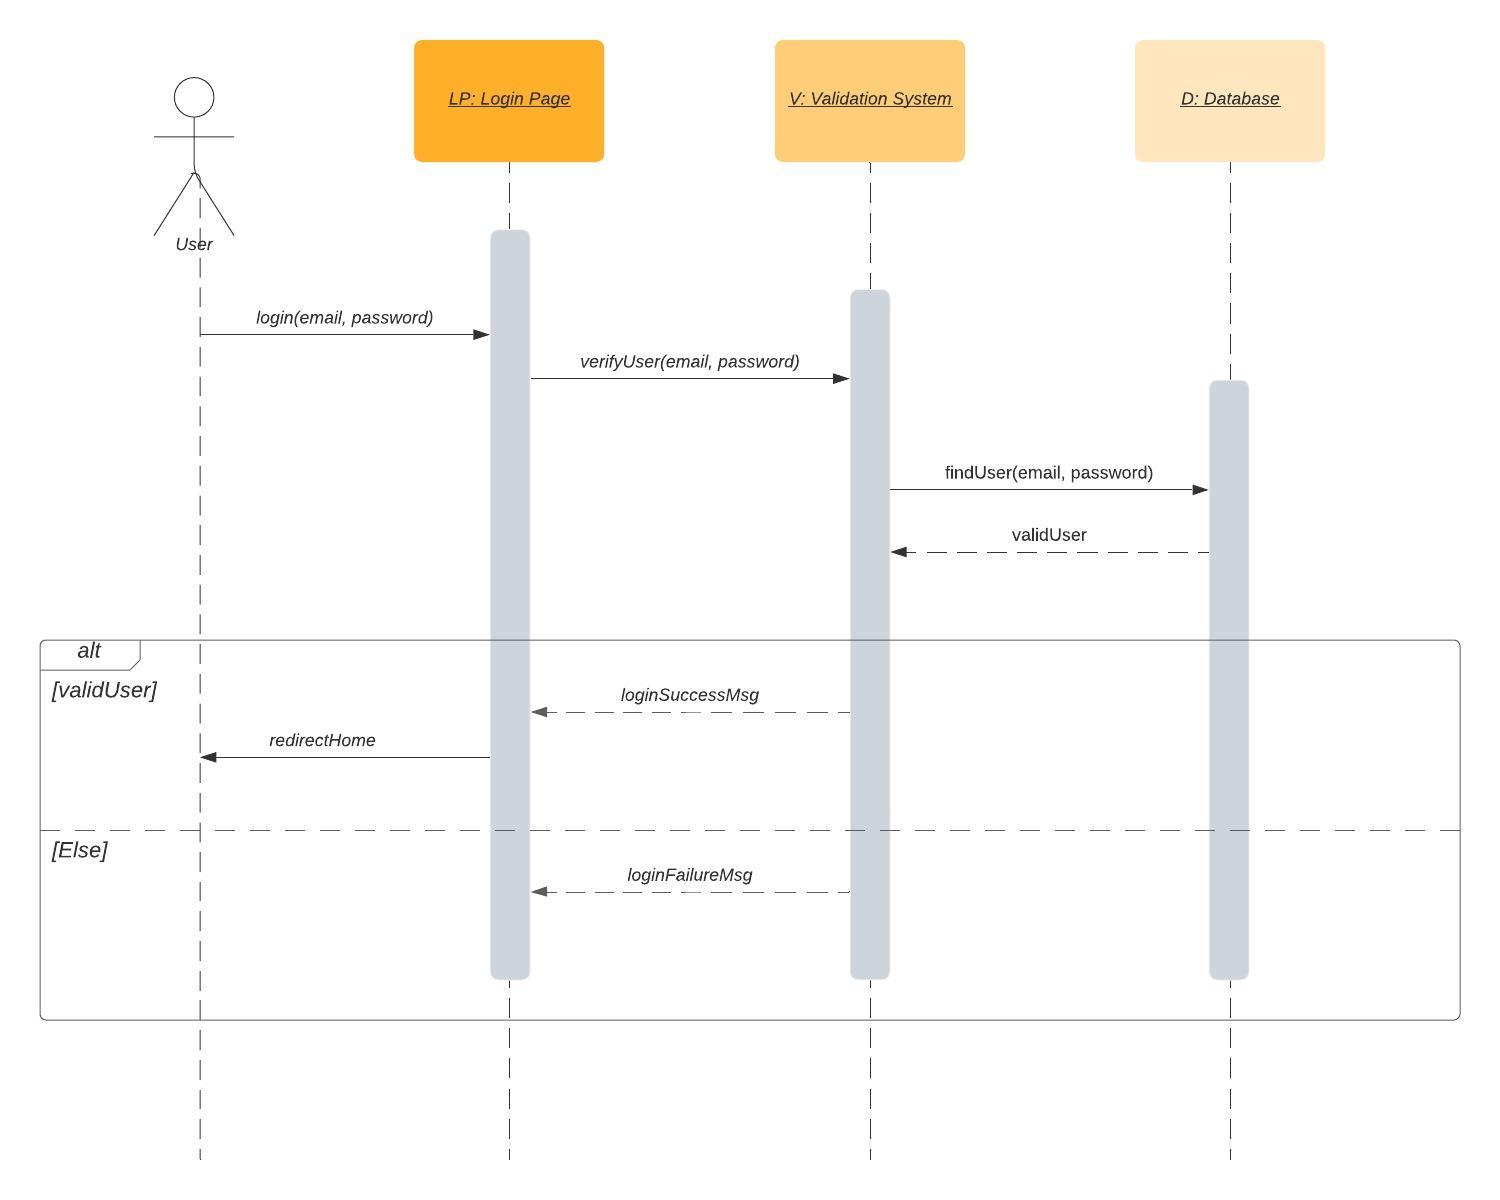 LP: Login Page
V: Validation System
D: Database
User
login(email, password)
verifyUser(email, password)
findUser(email, password)
validUser
alt
[validUser]
loginSuccessMsg
redirectHome
[Else]
loginFailureMsg